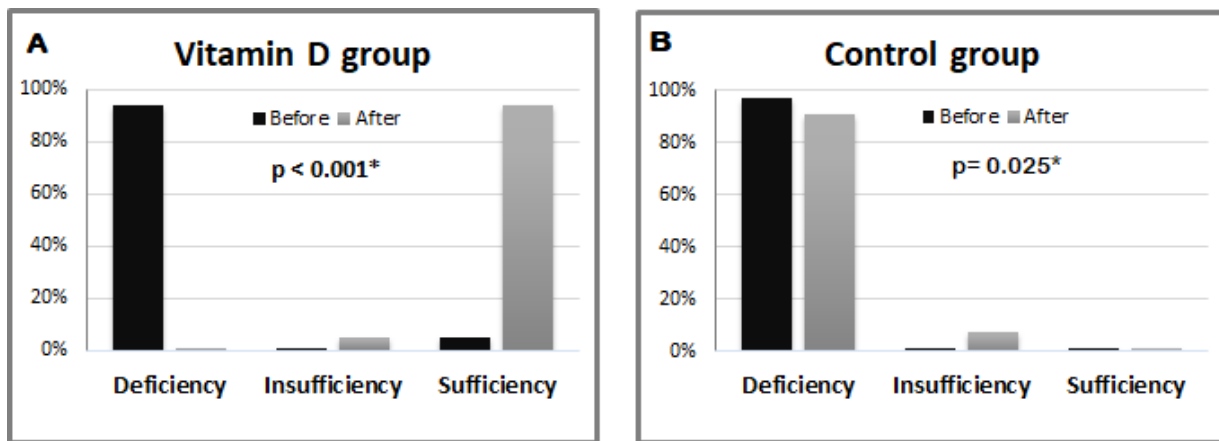 A
Vitamin D group
100%
80%
60%
40%
20%
0%
Before After
p < 0.001*
Deficiency Insufficiency Sufficiency
B
Control group
100%
80%
60%
40%
20%
0%
Before After
p= 0.025*
Deficiency Insufficiency Sufficiency